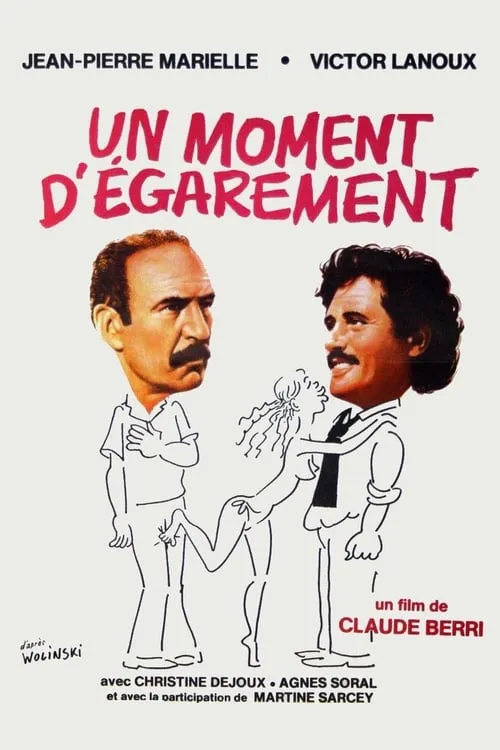 JEAN-PIERRE MARIELLE • VICTOR LANOUX
UN MOMENT
D'ÉGAREMENT
un film de
CLAUDE BERRI
d'après
WOLINSKI
avec CHRISTINE DEJOUX • AGNES SORAL
et avec la participation de MARTINE SARCEY